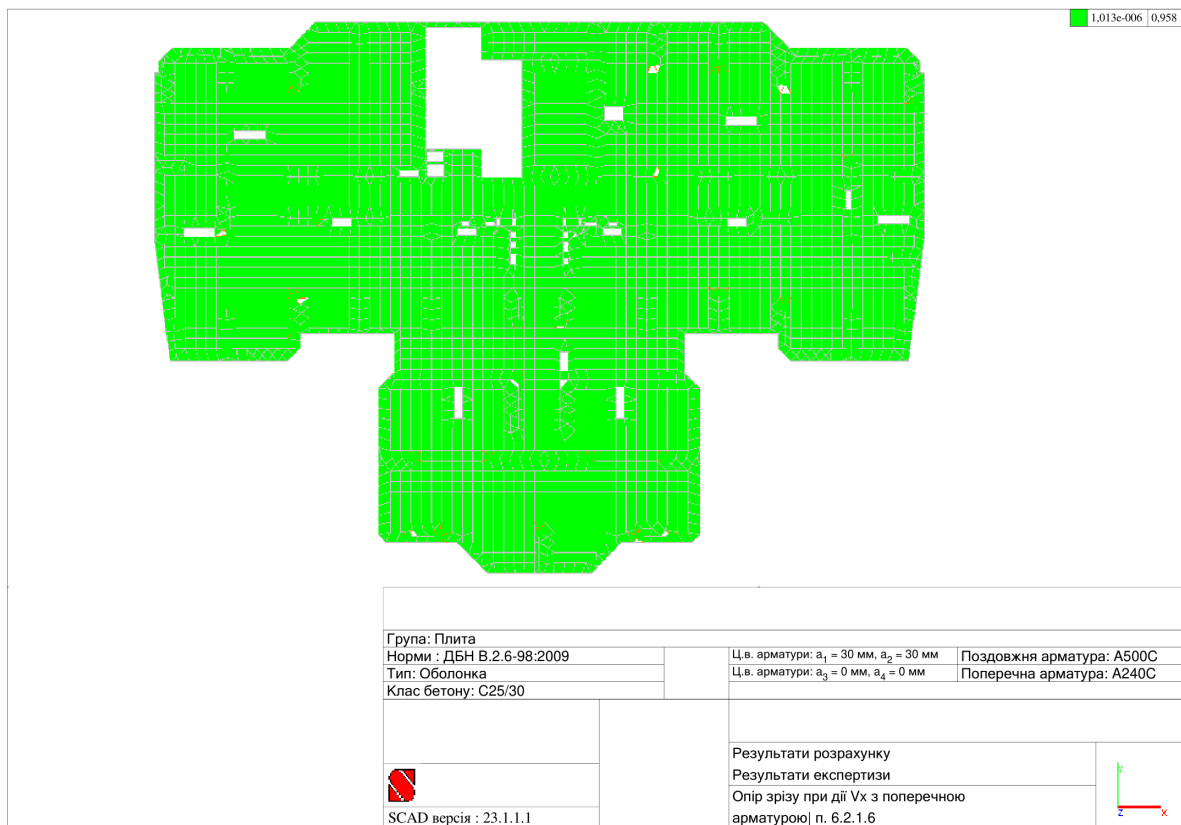 1,013e-006 0,958
Група: Плита
Норми : ДБН В.2.6-98:2009
Тип: Оболонка
Клас бетону: C25/30
Ц.в. арматури: a1 = 30 мм, a2 = 30 мм
Поздовжня арматура: A500C
Ц.в. арматури: a3 = 0 мм, a4 = 0 мм
Поперечна арматура: A240C
Результати розрахунку
Результати експертизи
Опір зрізу при дії Vx з поперечною
арматурою| п. 6.2.1.6
SCAD версія : 23.1.1.1
Y
Z
X